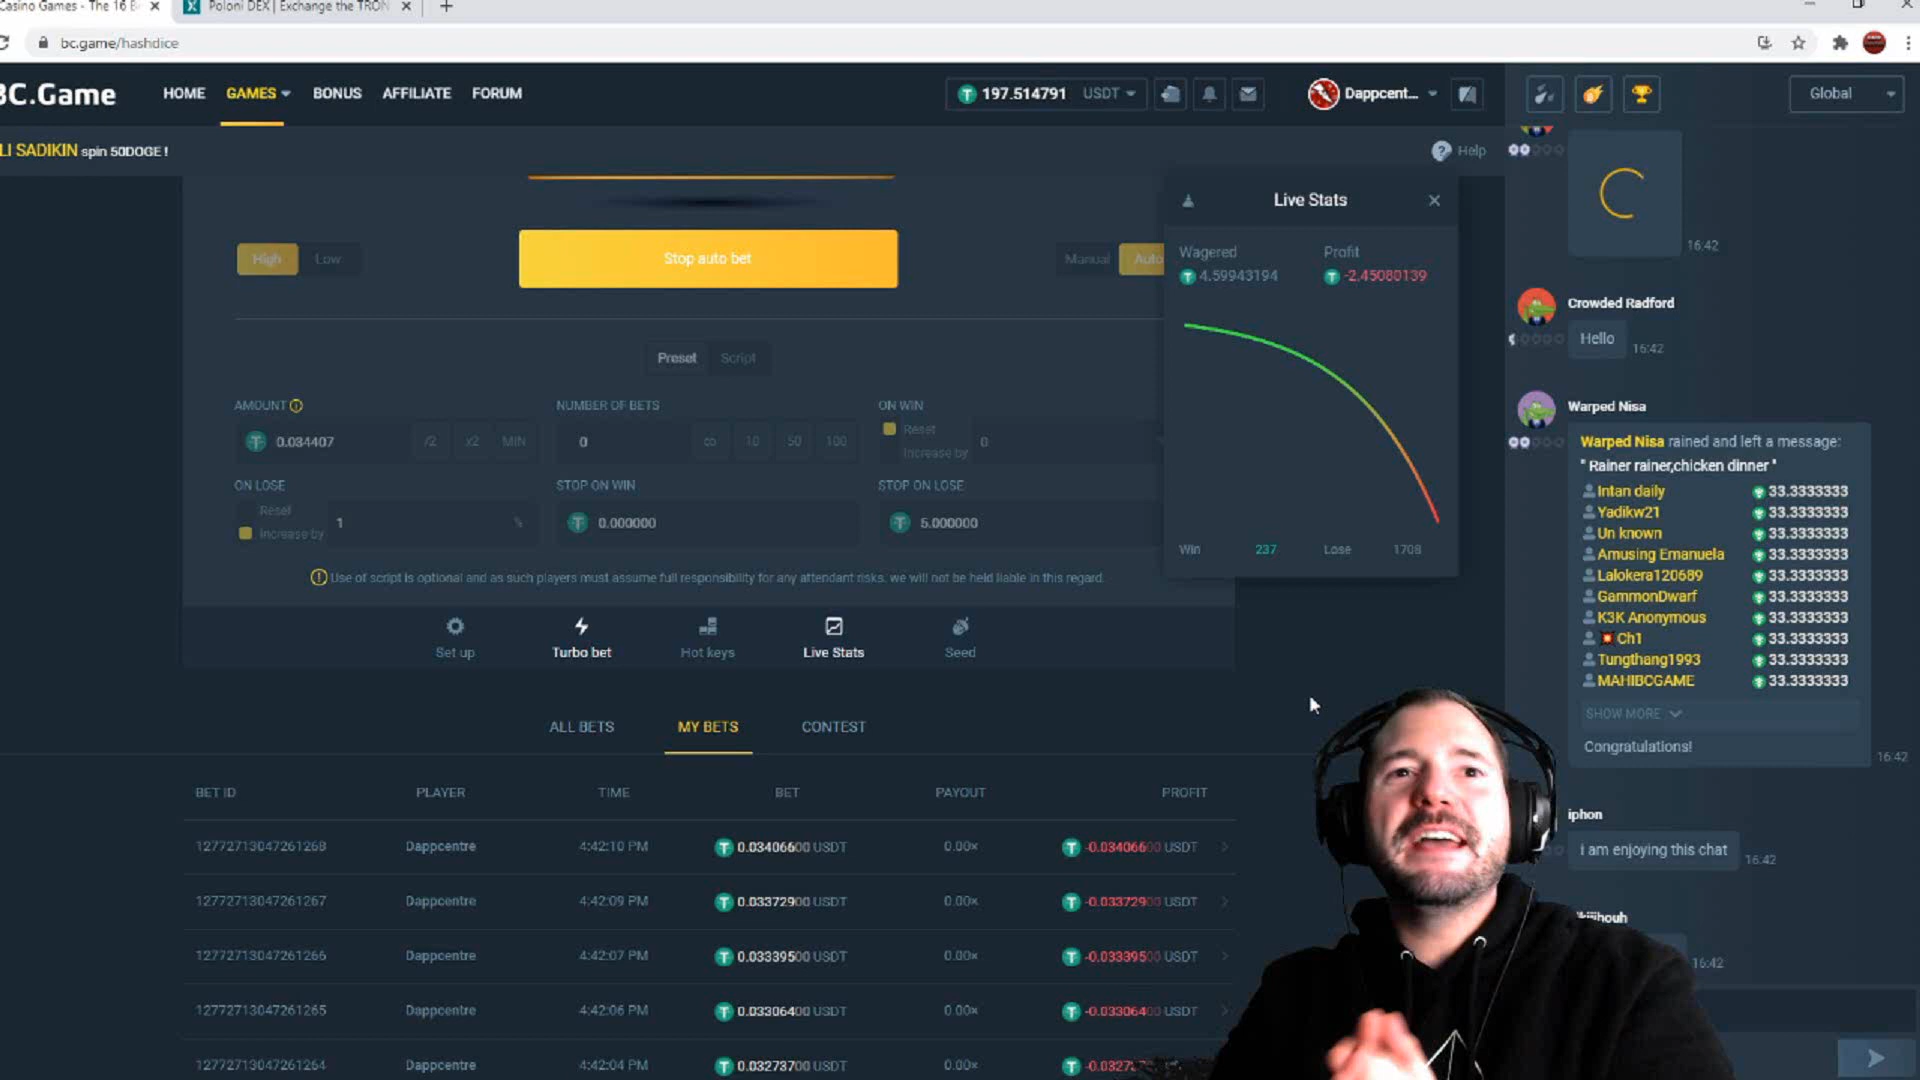 Casino Games - The 16 B
Poloni DEX | Exchange the TRON
bc.game/hashdice
BC.Game
HOME
GAMES
BONUS
AFFILIATE
FORUM
197.514791 USDT
Dappcent...
Global
LI SADIKIN spin 50DOGE !
Help
16:42
Live Stats
Wagered
Profit
4.59943194
-2.45080139
Win
237
Lose
1708
High
Low
Stop auto bet
Manual
Auto
Preset
Script
AMOUNT
NUMBER OF BETS
ON WIN
0.034407
/2
x2
MIN
0
∞
10
50
100
Reset
Increase by
0
ON LOSE
STOP ON WIN
STOP ON LOSE
Reset
Increase by
1
%
0.000000
5.000000
Use of script is optional and as such players must assume full responsibility for any attendant risks, we will not be held liable in this regard.
Set up
Turbo bet
Hot keys
Live Stats
Seed
ALL BETS
MY BETS
CONTEST
BET ID PLAYER TIME BET PAYOUT PROFIT
12772713047261268 Dappcentre 4:42:10 PM 0.03406600 USDT 0.00× -0.03406600 USDT
12772713047261267 Dappcentre 4:42:09 PM 0.03372900 USDT 0.00× -0.03372900 USDT
12772713047261266 Dappcentre 4:42:07 PM 0.03339500 USDT 0.00× -0.03339500 USDT
12772713047261265 Dappcentre 4:42:06 PM 0.03306400 USDT 0.00× -0.03306400 USDT
12772713047261264 Dappcentre 4:42:04 PM 0.03273700 USDT 0.00×
Crowded Radford
Hello
16:42
Warped Nisa
Warped Nisa rained and left a message:
" Rainer rainer,chicken dinner "
Intan daily 33.3333333
Yadikw21 33.3333333
Un known 33.3333333
Amusing Emanuela 33.3333333
Lalokera120689 33.3333333
GammonDwarf 33.3333333
K3K Anonymous 33.3333333
Ch1 33.3333333
Tungthang1993 33.3333333
MAHIBCGAME 33.3333333
SHOW MORE
Congratulations!
16:42
iphon
i am enjoying this chat
16:42
16:42